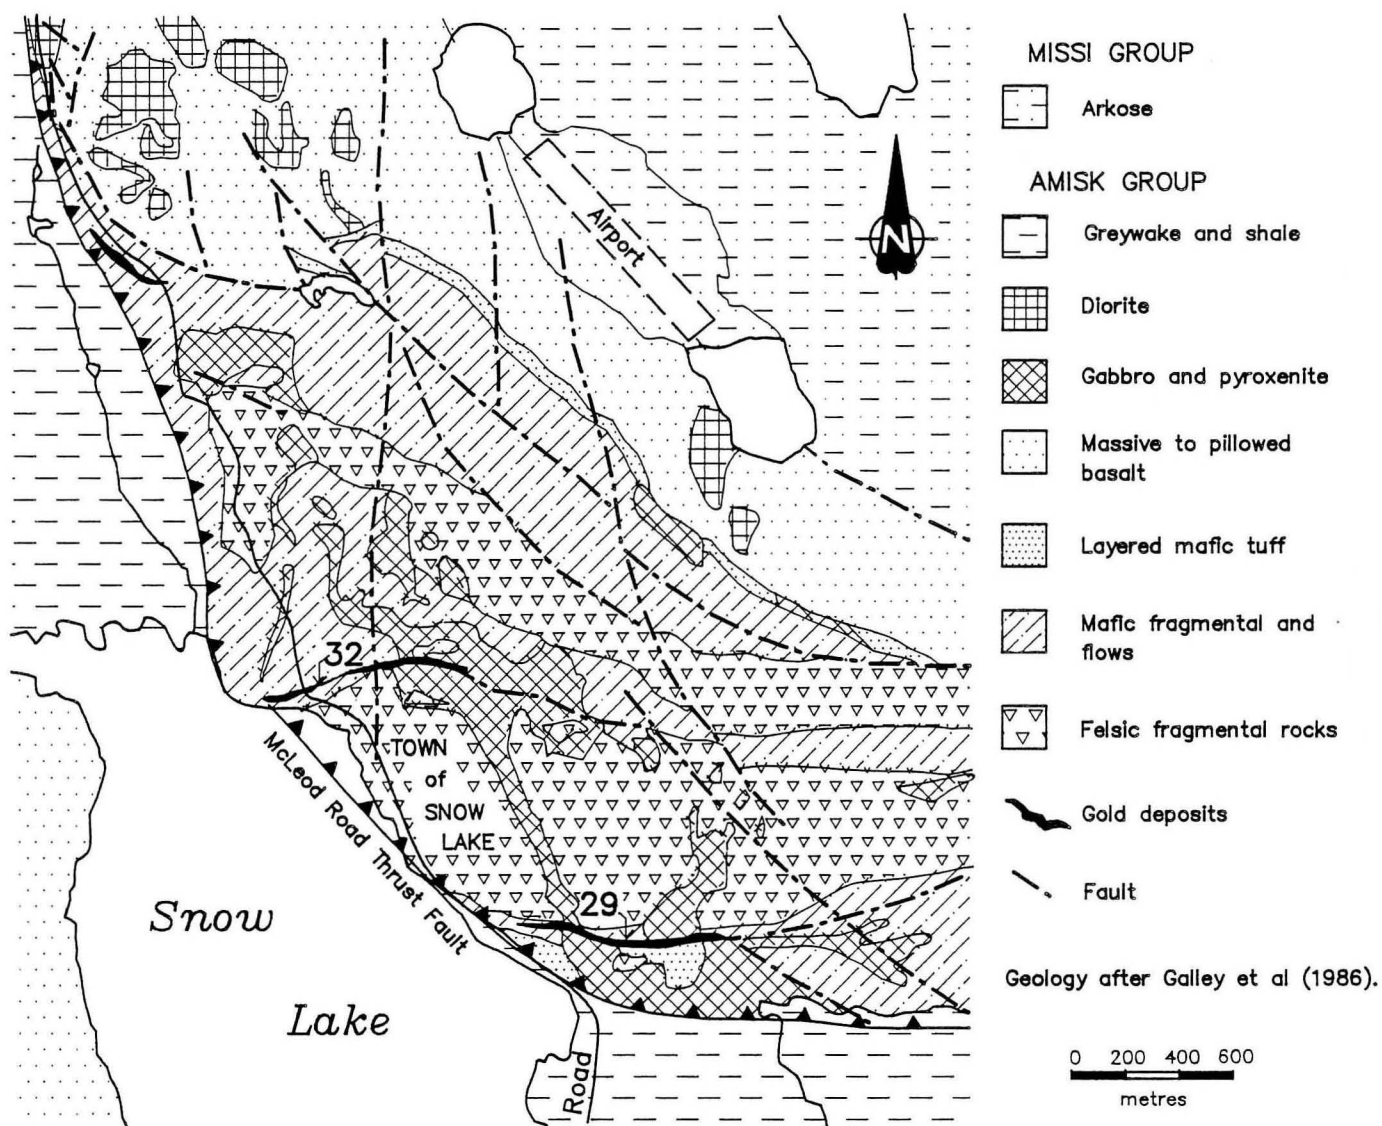 Airport
N
32
TOWN
of
SNOW
LAKE
McLeod Road Thrust Fault
29
Snow
Lake
Road
MISSI GROUP
Arkose
AMISK GROUP
Greywake and shale
Diorite
Gabbro and pyroxenite
Massive to pillowed
basalt
Layered mafic tuff
Mafic fragmental and
flows
Felsic fragmental rocks
Gold deposits
Fault
Geology after Galley et al (1986).
0 200 400 600
metres